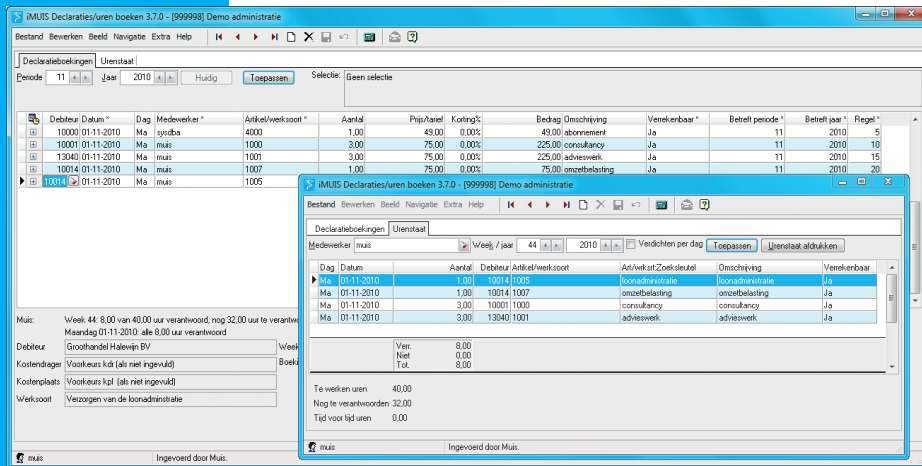 iMUIS Declaraties/uren boeken 3.7.0 - [999998] Demo administratie
Bestand Bewerken Beeld Navigatie Extra Help
Declaratieboekingen Urenstaat
Periode 11 Jaar 2010 Huidig Toepassen Selectie: Geen selectie
Debiteur Datum * Dag Medewerker * Artikel/werksoort * Aantal Prijs/tarief Korting% Bedrag Omschrijving Verrekenbaar * Betreft periode * Betreft jaar * Regel *
10000 01-11-2010 Ma sysdba 4000 1,00 49,00 0,00% 49,00 abonnement Ja 11 2010 5
10001 01-11-2010 Ma muis 1000 3,00 75,00 0,00% 225,00 consultancy Ja 11 2010 10
13040 01-11-2010 Ma muis 1001 3,00 75,00 0,00% 225,00 advieswerk Ja 11 2010 15
10014 01-11-2010 Ma muis 1007 1,00 75,00 0,00% 75,00 omzetbelasting Ja 11 2010 20
10014 01-11-2010 Ma muis 1005
Muis: Week 44: 8,00 van 40,00 uur verantwoord, nog 32,00 uur te
Maandag 01-11-2010: alle 8,00 uur verantwoord
Debiteur Groothandel Halewijn BV Week
Kostendrager Voorkeurs kdr (als niet ingevuld) Boeki
Kostenplaats Voorkeurs kpl (als niet ingevuld)
Werksoort Verzorgen van de loonadminstratie
muis Ingevoerd door Muis.
iMUIS Declaraties/uren boeken 3.7.0 - [999998] Demo administratie
Bestand Bewerken Beeld Navigatie Extra Help
Declaratieboekingen Urenstaat
Medewerker muis Week / jaar 44 2010 Verdichten per dag Toepassen Urenstaat afdrukken
Dag Datum Aantal Debiteur Artikel/werksoort Art/wrksrt:Zoeksleutel Omschrijving Verrekenbaar
Ma 01-11-2010 1,00 10014 1005 loonadministratie loonadministratie Ja
Ma 01-11-2010 1,00 10014 1007 omzetbelasting omzetbelasting Ja
Ma 01-11-2010 3,00 10001 1000 consultancy consultancy Ja
Ma 01-11-2010 3,00 13040 1001 advieswerk advieswerk Ja
Verr. 8,00
Niet 0,00
Tot. 8,00
Te werken uren 40,00
Nog te verantwoorden 32,00
Tijd voor tijd uren 0,00
muis Ingevoerd door Muis.